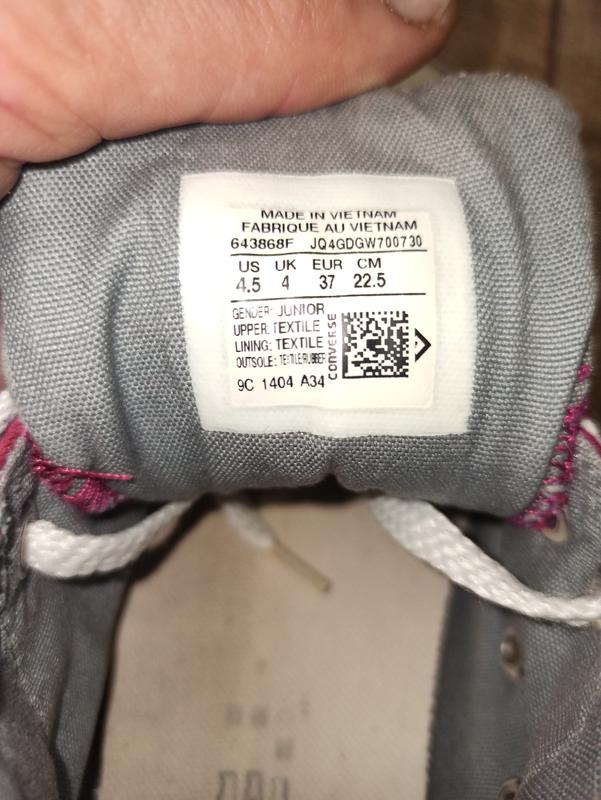 MADE IN VIETNAM
FABRIQUE AU VIETNAM
643868F JQ4GDGW700730
US UK EUR CM
4.5 4 37 22.5
GENDER: JUNIOR
UPPER: TEXTILE
LINING: TEXTILE
OUTSOLE: TEXTILE/RUBBER
CONVERSE
9C 1404 A34